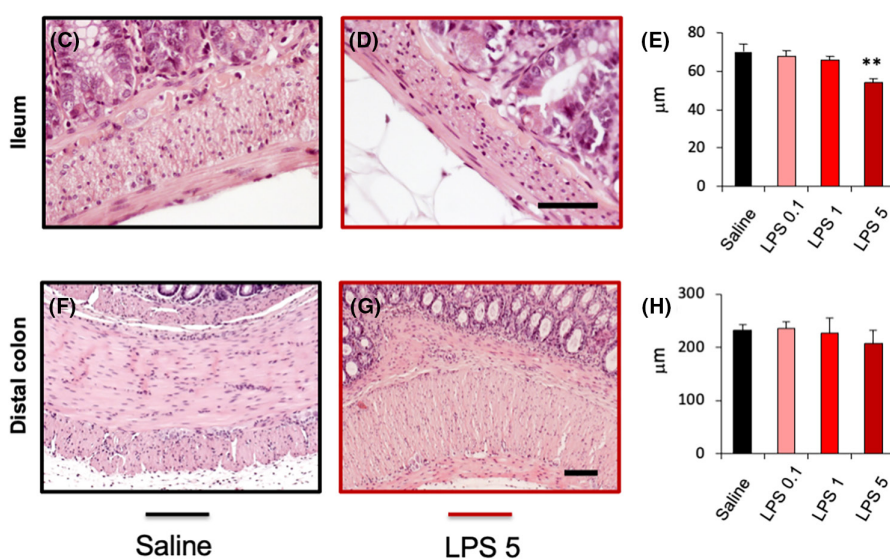 Ileum
(C)
(D)
(E)
µm
80
60
40
20
0
**
Saline
LPS 0.1
LPS 1
LPS 5
Distal colon
(F)
(G)
(H)
µm
300
200
100
0
Saline
LPS 0.1
LPS 1
LPS 5
Saline
LPS 5